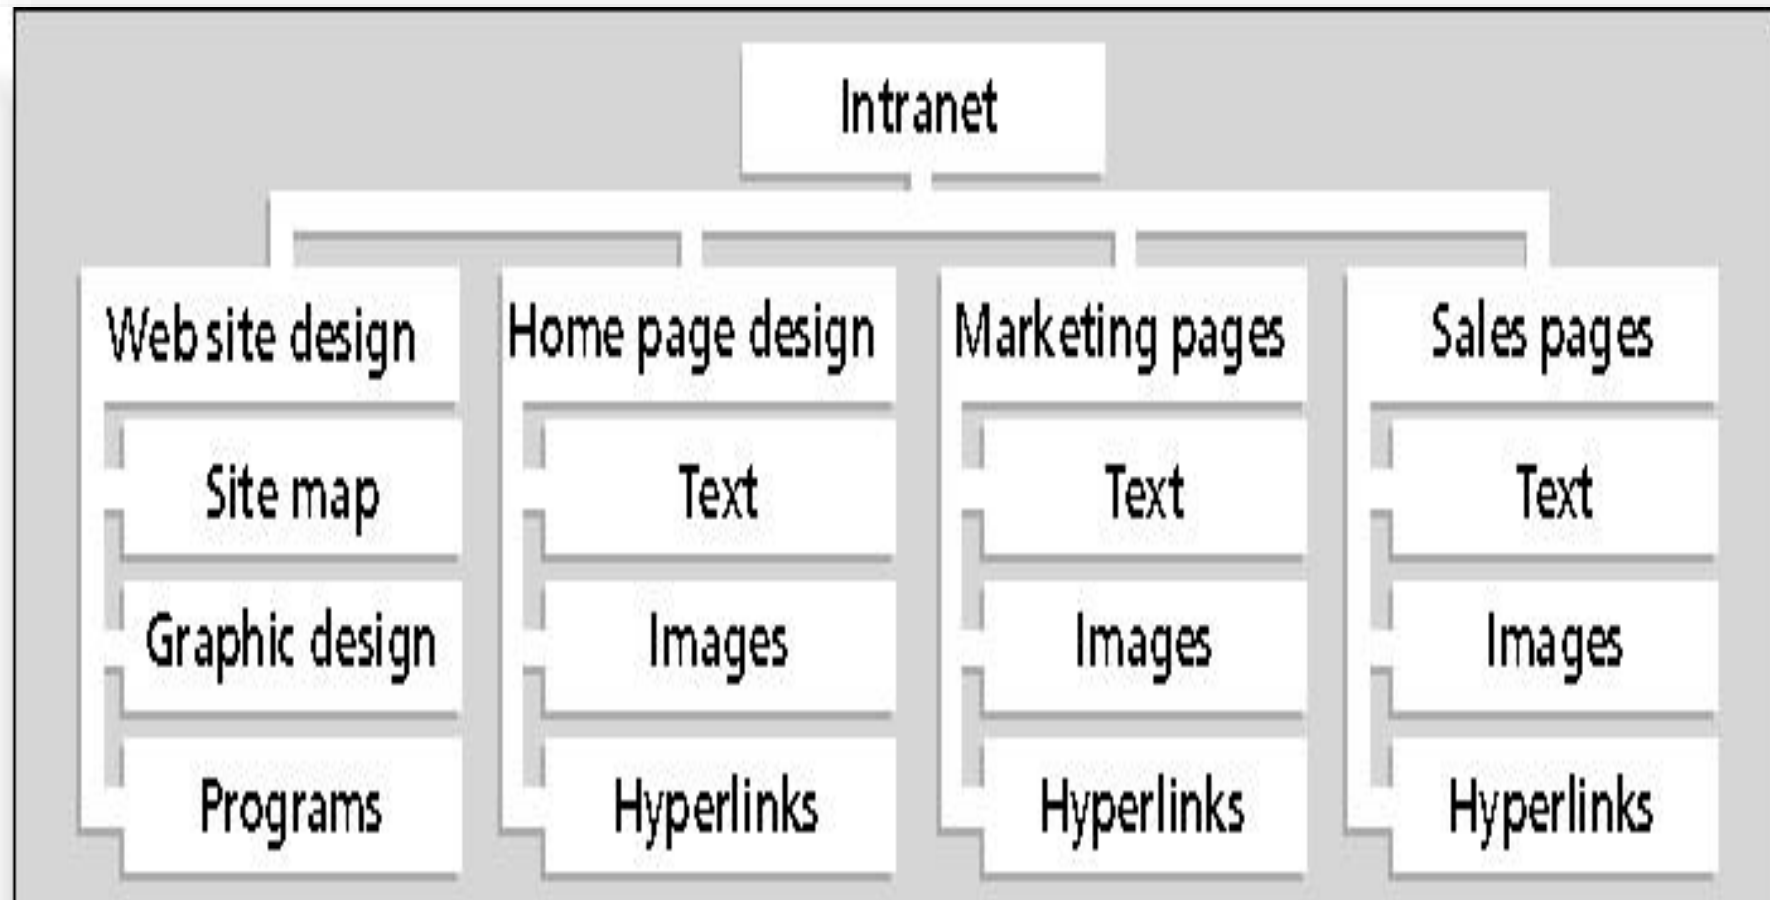 Intranet
Web site design
Home page design
Marketing pages
Sales pages
Site map
Text
Text
Text
Graphic design
Images
Images
Images
Programs
Hyperlinks
Hyperlinks
Hyperlinks